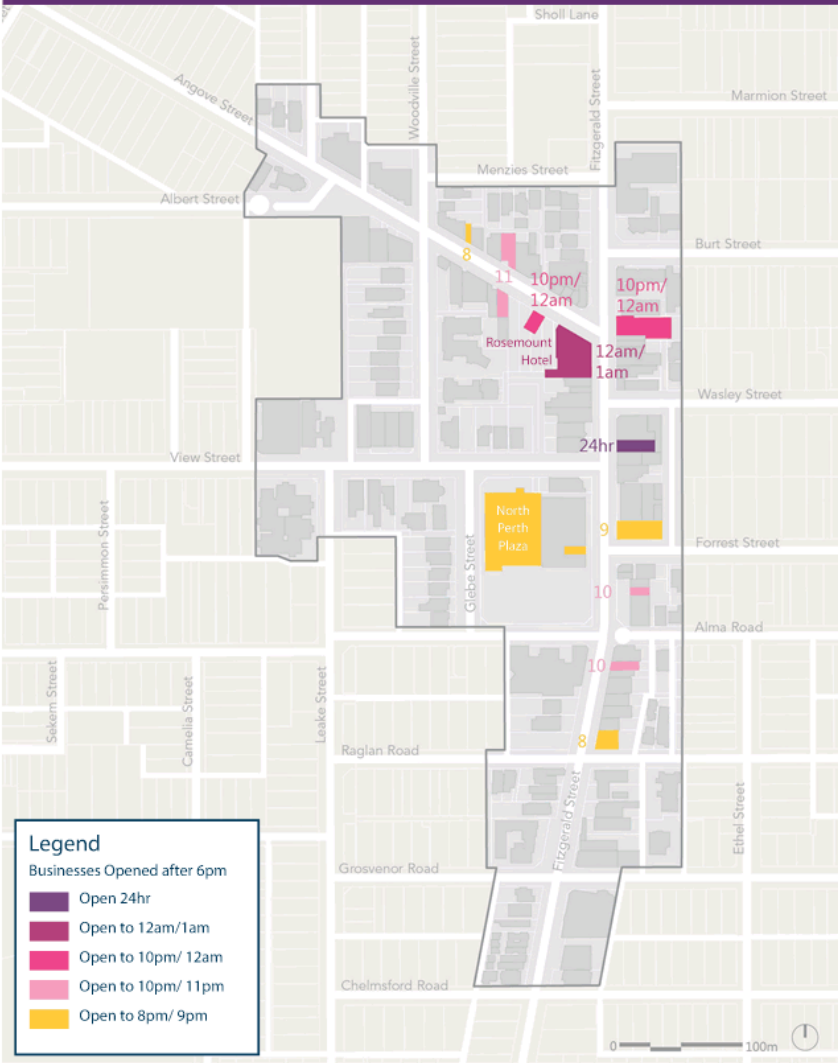 Sholl Lane
Angove Street
Woodville Street
Fitzgerald Street
Marmion Street
Menzies Street
Albert Street
Burt Street
8
11
10pm/
12am
10pm/
12am
Rosemount
Hotel
12am/
1am
Wasley Street
24hr
View Street
North
Perth
Plaza
9
Persimmon Street
Glebe Street
Forrest Street
10
Alma Road
10
Sekem Street
Camelia Street
Leake Street
8
Raglan Road
Fitzgerald Street
Ethel Street
Grosvenor Road
Chelmsford Road
Legend
Businesses Opened after 6pm
Open 24hr
Open to 12am/1am
Open to 10pm/ 12am
Open to 10pm/ 11pm
Open to 8pm/ 9pm
0 100m